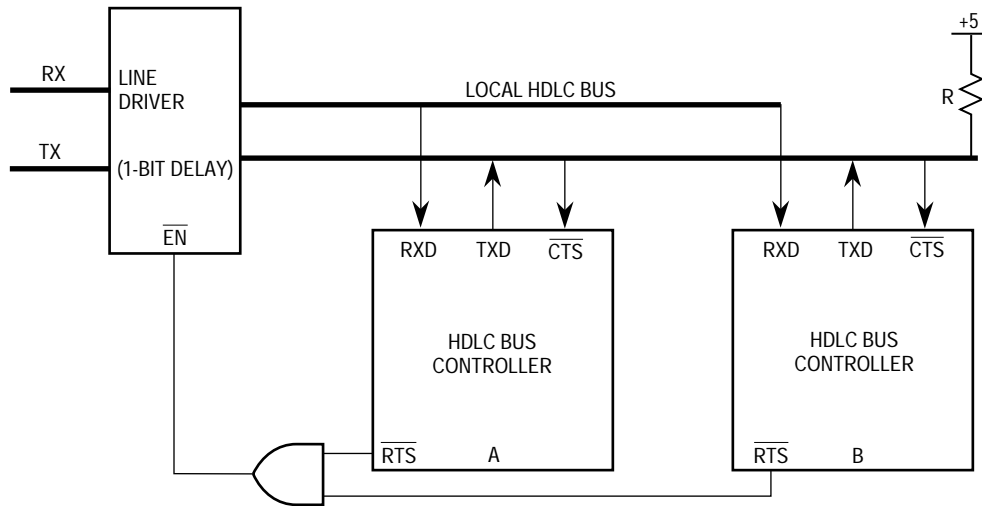 +5
RX
LINE
DRIVER
LOCAL HDLC BUS
R
TX
(1-BIT DELAY)
EN
RXD TXD CTS
RXD TXD CTS
HDLC BUS
CONTROLLER
HDLC BUS
CONTROLLER
RTS A
RTS B